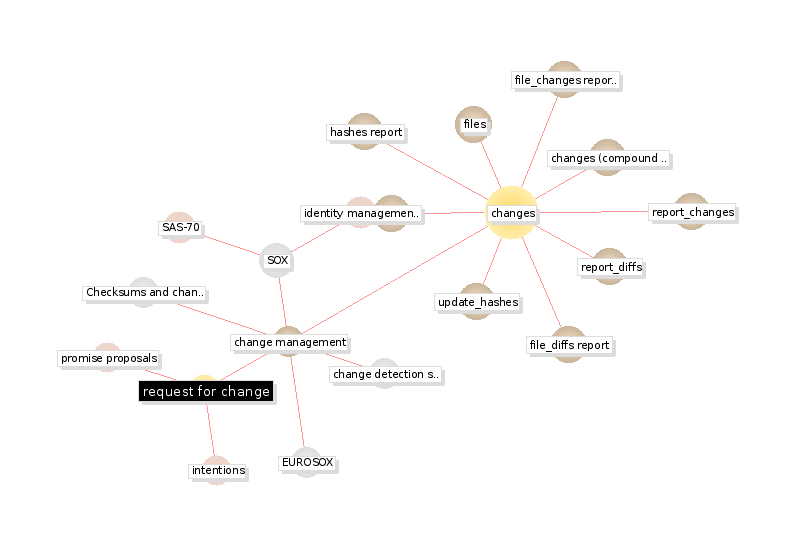 file_changes repor..
files
hashes report
changes (compound ..
identity managemen..
changes
report_changes
SAS-70
SOX
report_diffs
Checksums and chan..
update_hashes
change management
file_diffs report
promise proposals
change detection s..
request for change
EUROSOX
intentions